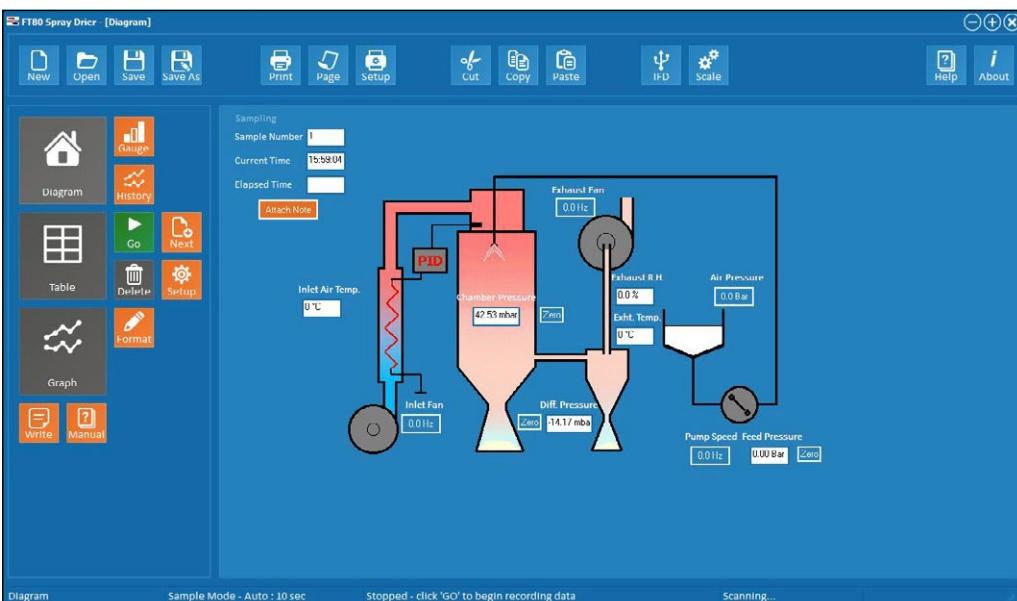 FT80 Spray Drier - [Diagram]
New Open Save Save As Print Page Setup Cut Copy Paste IFD Scale Help About
Diagram
Gauge
History
Table
Go
Next
Delete
Setup
Graph
Format
Write
Manual
Sampling
Sample Number 1
Current Time 15:59:04
Elapsed Time
Attach Note
Exhaust Fan
0.0 Hz
PID
Inlet Air Temp.
0 °C
Chamber Pressure
42.53 mbar Zero
Exhaust R.H.
0.0 %
Exht. Temp.
0 °C
Air Pressure
0.0 Bar
Inlet Fan
0.0 Hz
Diff. Pressure
Zero -14.17 mba
Pump Speed Feed Pressure
0.0 Hz 0.00 Bar Zero
Diagram Sample Mode - Auto : 10 sec Stopped - click 'GO' to begin recording data Scanning...